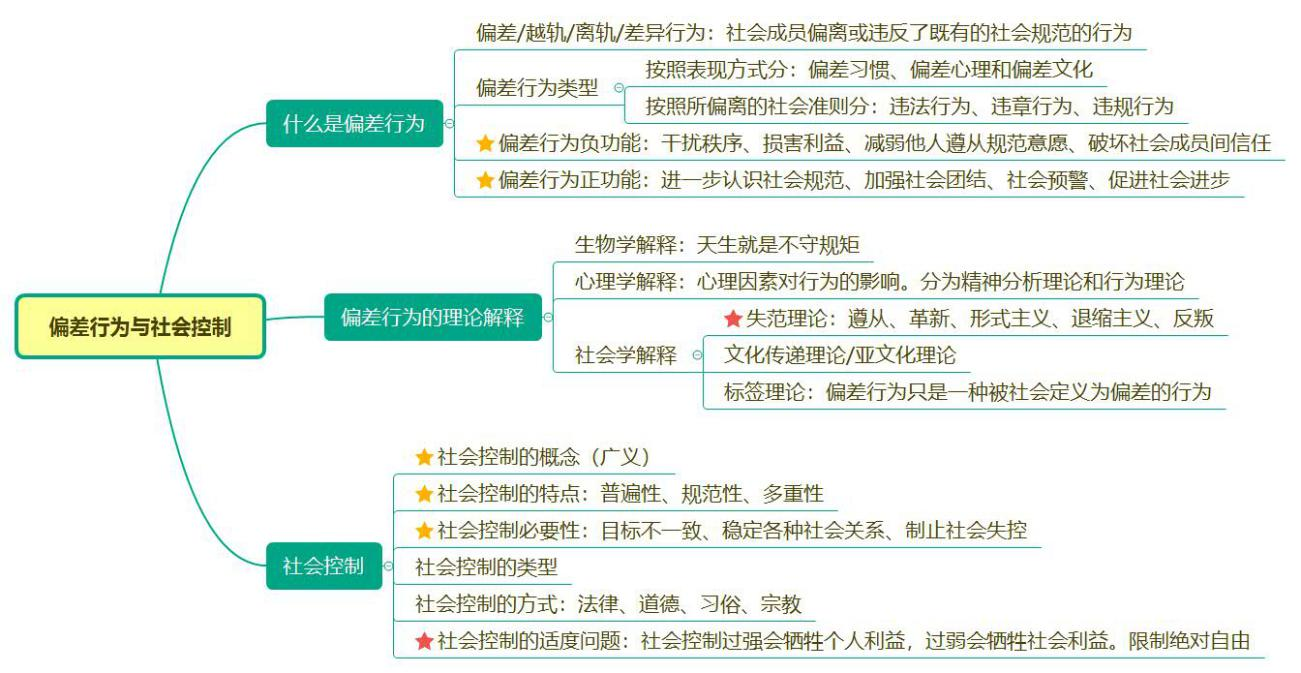 偏差行为与社会控制
什么是偏差行为
偏差/越轨/离轨/差异行为：社会成员偏离或违反了既有的社会规范的行为
偏差行为类型
按照表现方式分：偏差习惯、偏差心理和偏差文化
按照所偏离的社会准则分：违法行为、违章行为、违规行为
偏差行为负功能：干扰秩序、损害利益、减弱他人遵从规范意愿、破坏社会成员间信任
偏差行为正功能：进一步认识社会规范、加强社会团结、社会预警、促进社会进步
偏差行为的理论解释
生物学解释：天生就是不守规矩
心理学解释：心理因素对行为的影响。分为精神分析理论和行为理论
社会学解释
失范理论：遵从、革新、形式主义、退缩主义、反叛
文化传递理论/亚文化理论
标签理论：偏差行为只是一种被社会定义为偏差的行为
社会控制
社会控制的概念（广义）
社会控制的特点：普遍性、规范性、多重性
社会控制必要性：目标不一致、稳定各种社会关系、制止社会失控
社会控制的类型
社会控制的方式：法律、道德、习俗、宗教
社会控制的适度问题：社会控制过强会牺牲个人利益，过弱会牺牲社会利益。限制绝对自由